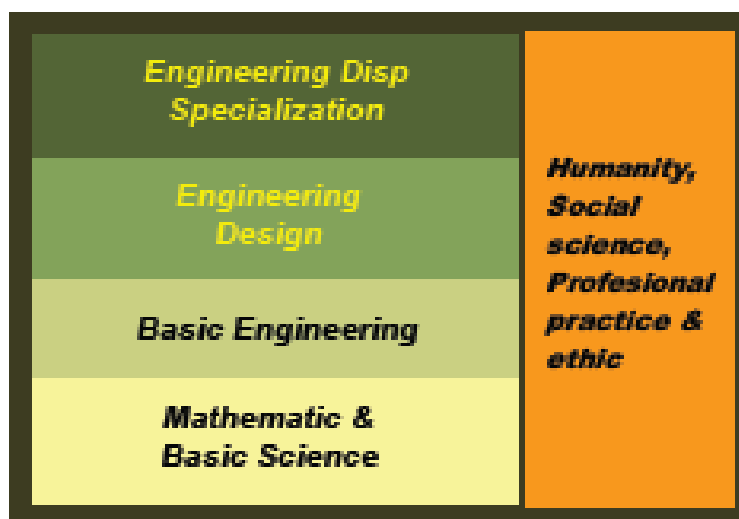 Engineering Disp
Specialization
Engineering
Design
Basic Engineering
Mathematic &
Basic Science
Humanity,
Social
science,
Profesional
practice &
ethic